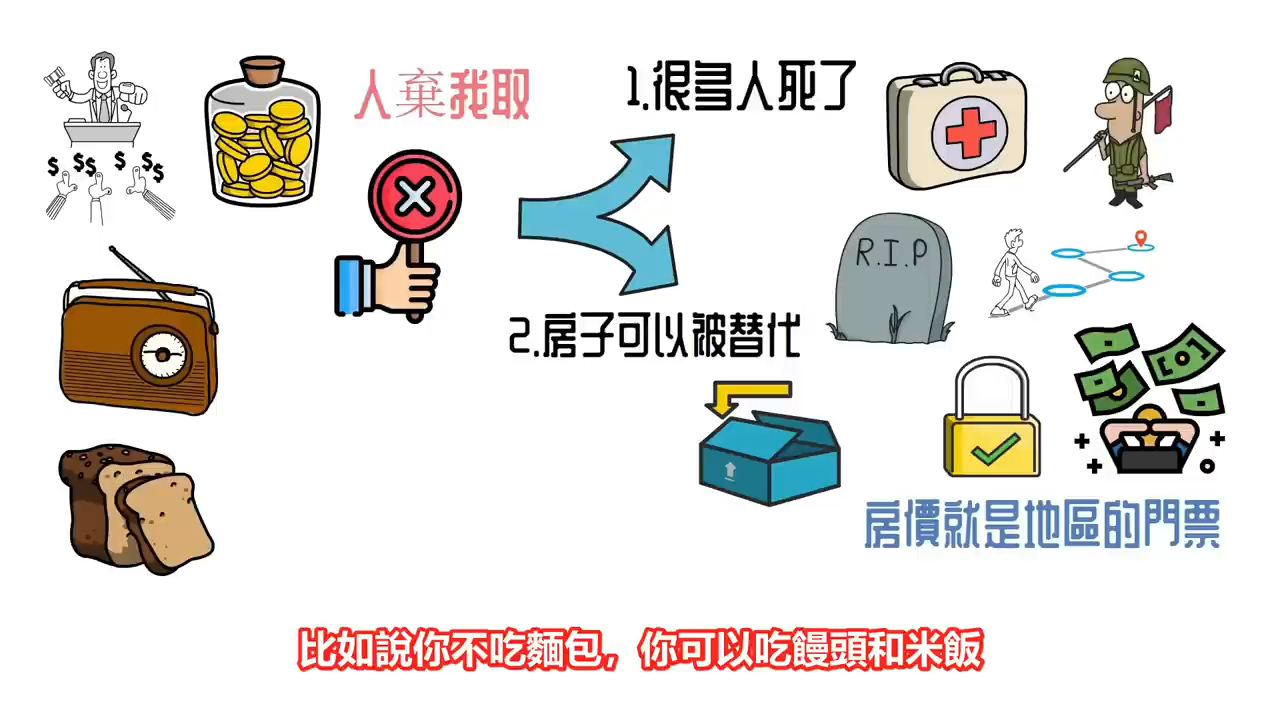 人棄我取
1.很多人死了
$ $$ $ $$ $
R.I.P
2.房子可以被替代
房價就是地區的門票
比如說你不吃麵包，你可以吃饅頭和米飯